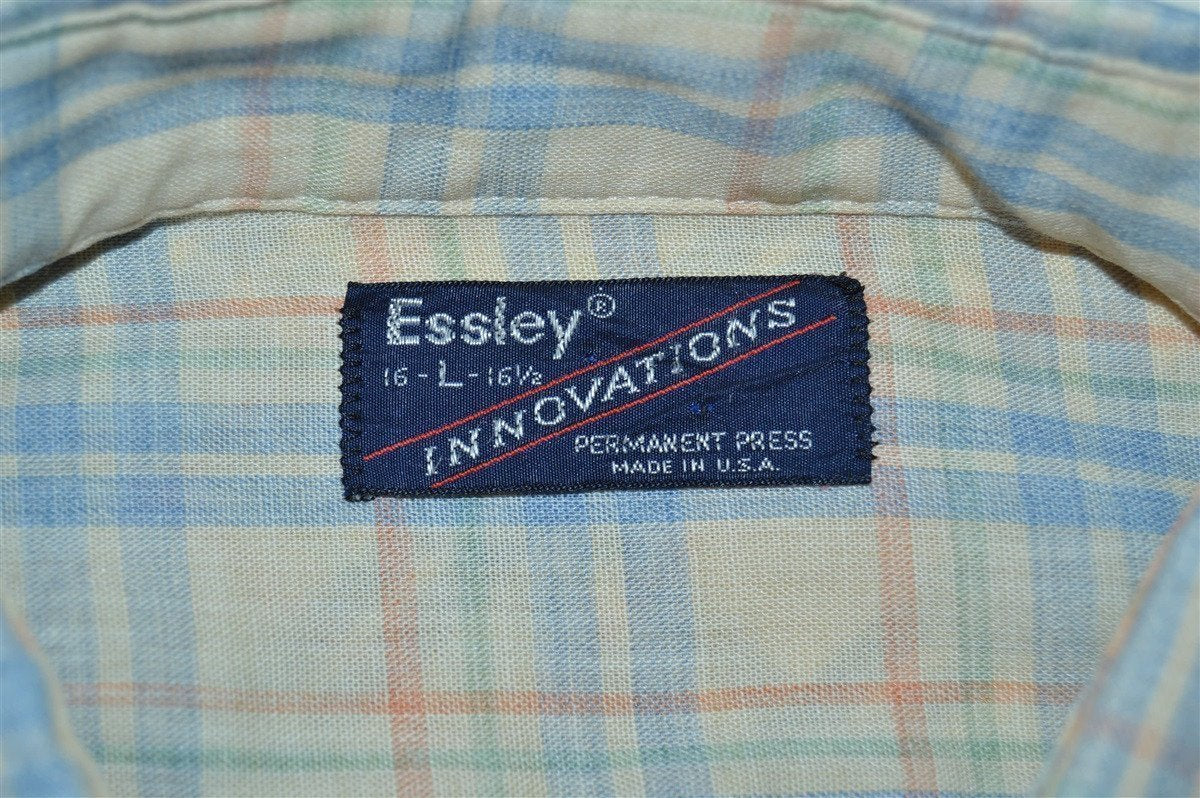 Essley®
16-L-16½
INNOVATIONS
PERMANENT PRESS
MADE IN U.S.A.